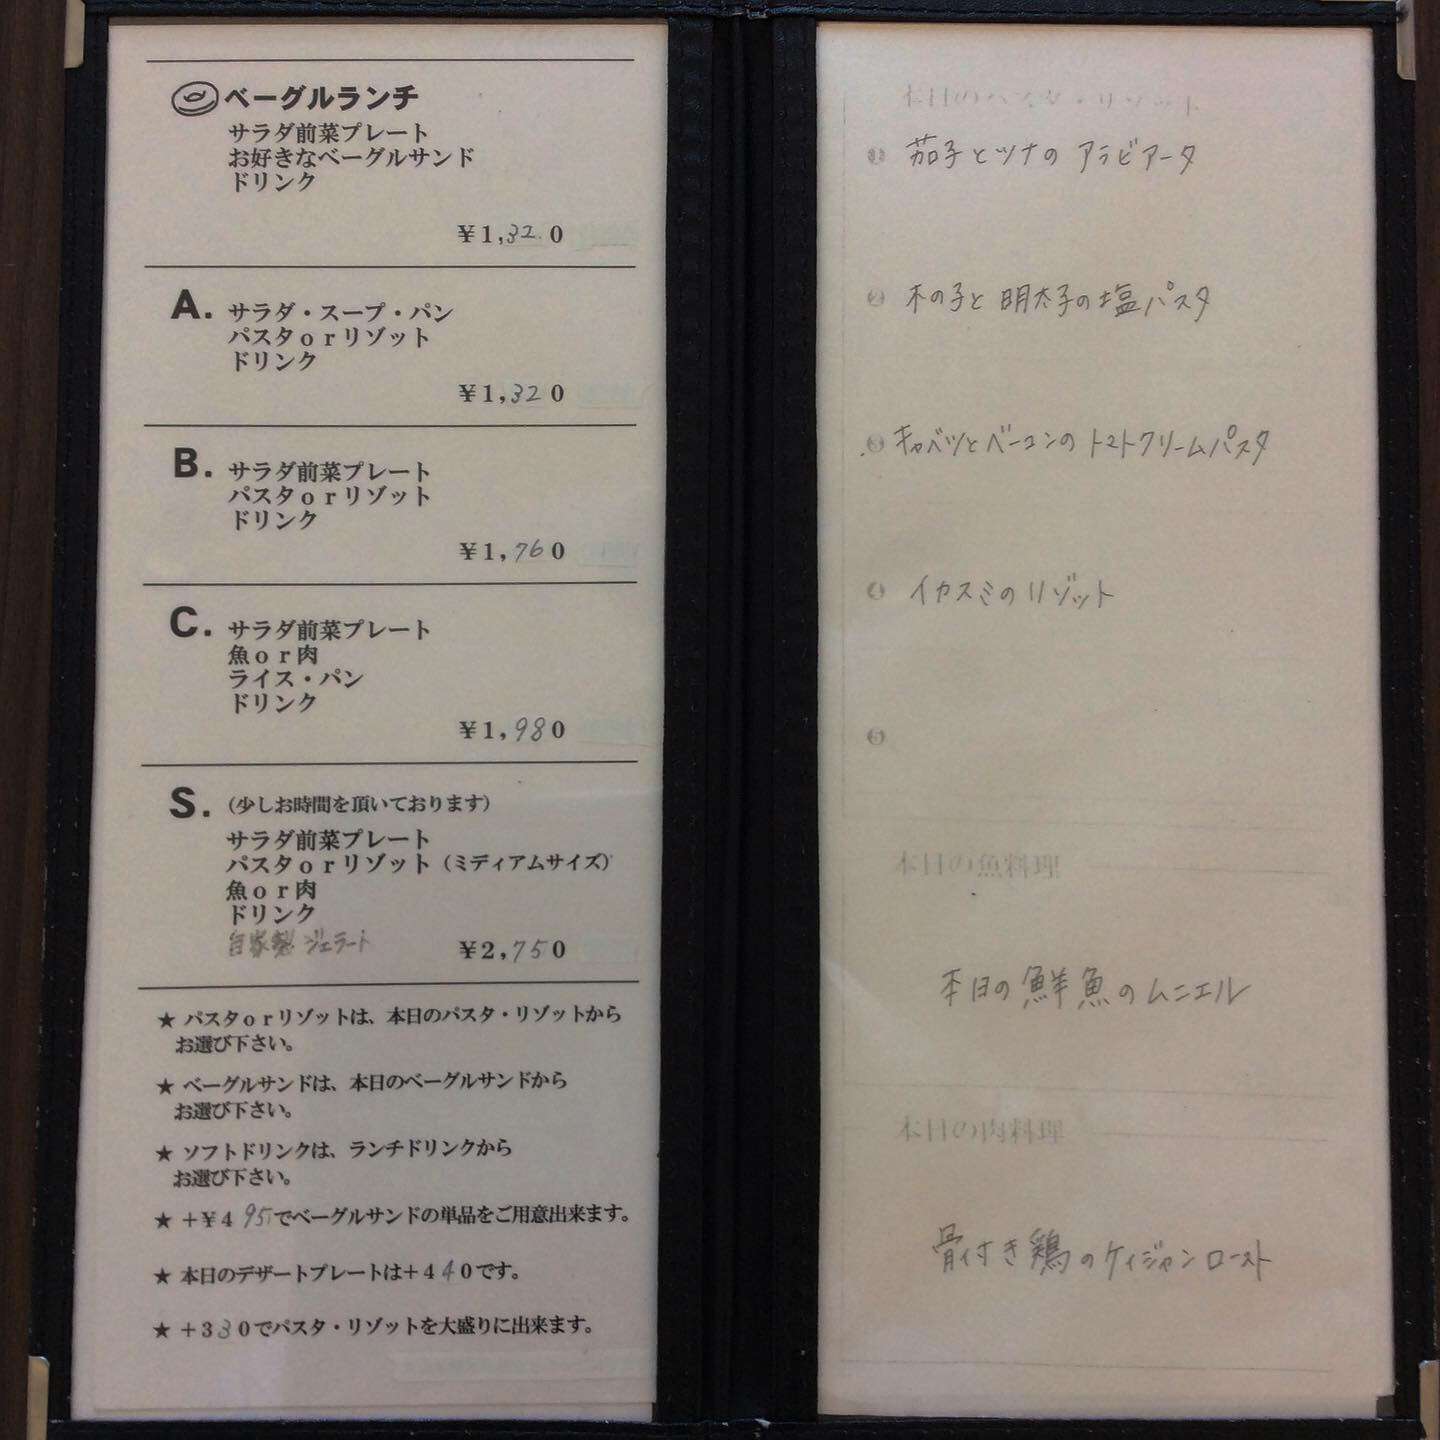 ベーグルランチ
サラダ前菜プレート
お好きなベーグルサンド
ドリンク
¥1,320
A. サラダ・スープ・パン
パスタorリゾット
ドリンク
¥1,320
B. サラダ前菜プレート
パスタorリゾット
ドリンク
¥1,760
C. サラダ前菜プレート
魚or肉
ライス・パン
ドリンク
¥1,980
S. (少しお時間を頂いております)
サラダ前菜プレート
パスタorリゾット(ミディアムサイズ)
魚or肉
ドリンク
自家製ジェラート
¥2,750
★ パスタorリゾットは、本日のパスタ・リゾットから
お選び下さい。
★ ベーグルサンドは、本日のベーグルサンドから
お選び下さい。
★ ソフトドリンクは、ランチドリンクから
お選び下さい。
★ +¥495でベーグルサンドの単品をご用意出来ます。
★ 本日のデザートプレートは+440です。
★ +330でパスタ・リゾットを大盛りに出来ます。
本日のパスタ・リゾット
❶ 茄子とツナのアラビアータ
❷ 木の子と明太子の塩パスタ
❸ キャベツとベーコンのトマトクリームパスタ
❹ イカスミのリゾット
❺
本日の魚料理
本日の鮮魚のムニエル
本日の肉料理
骨付き鶏のケイジャンロースト